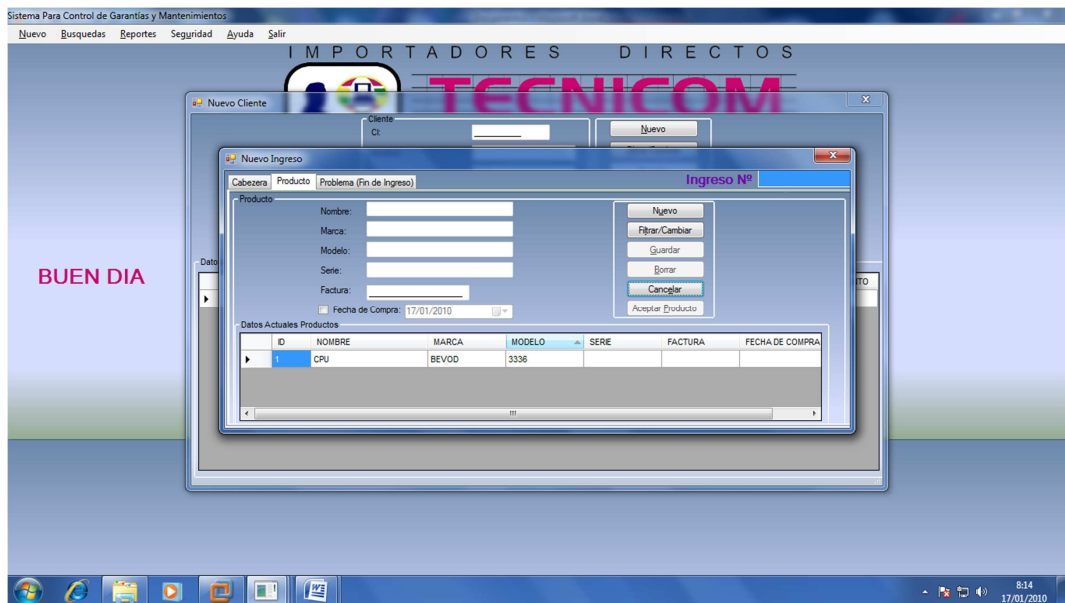 Sistema Para Control de Garantías y Mantenimientos
Nuevo Busquedas Reportes Seguridad Ayuda Salir
IMPORTADORES DIRECTOS
TECNICOM
Nuevo Cliente
Cliente
CI:
Nuevo
Nuevo Ingreso
Cabezera Producto Problema (Fin de Ingreso)
Ingreso Nº
Producto
Nombre:
Nuevo
Marca:
Filtrar/Cambiar
Modelo:
Guardar
Serie:
Borrar
Factura:
Cancelar
Fecha de Compra: 17/01/2010
Aceptar Producto
BUEN DIA
Datos Actuales Productos
ID NOMBRE MARCA MODELO SERIE FACTURA FECHA DE COMPRA
1 CPU BEVOD 3336
8:14
17/01/2010